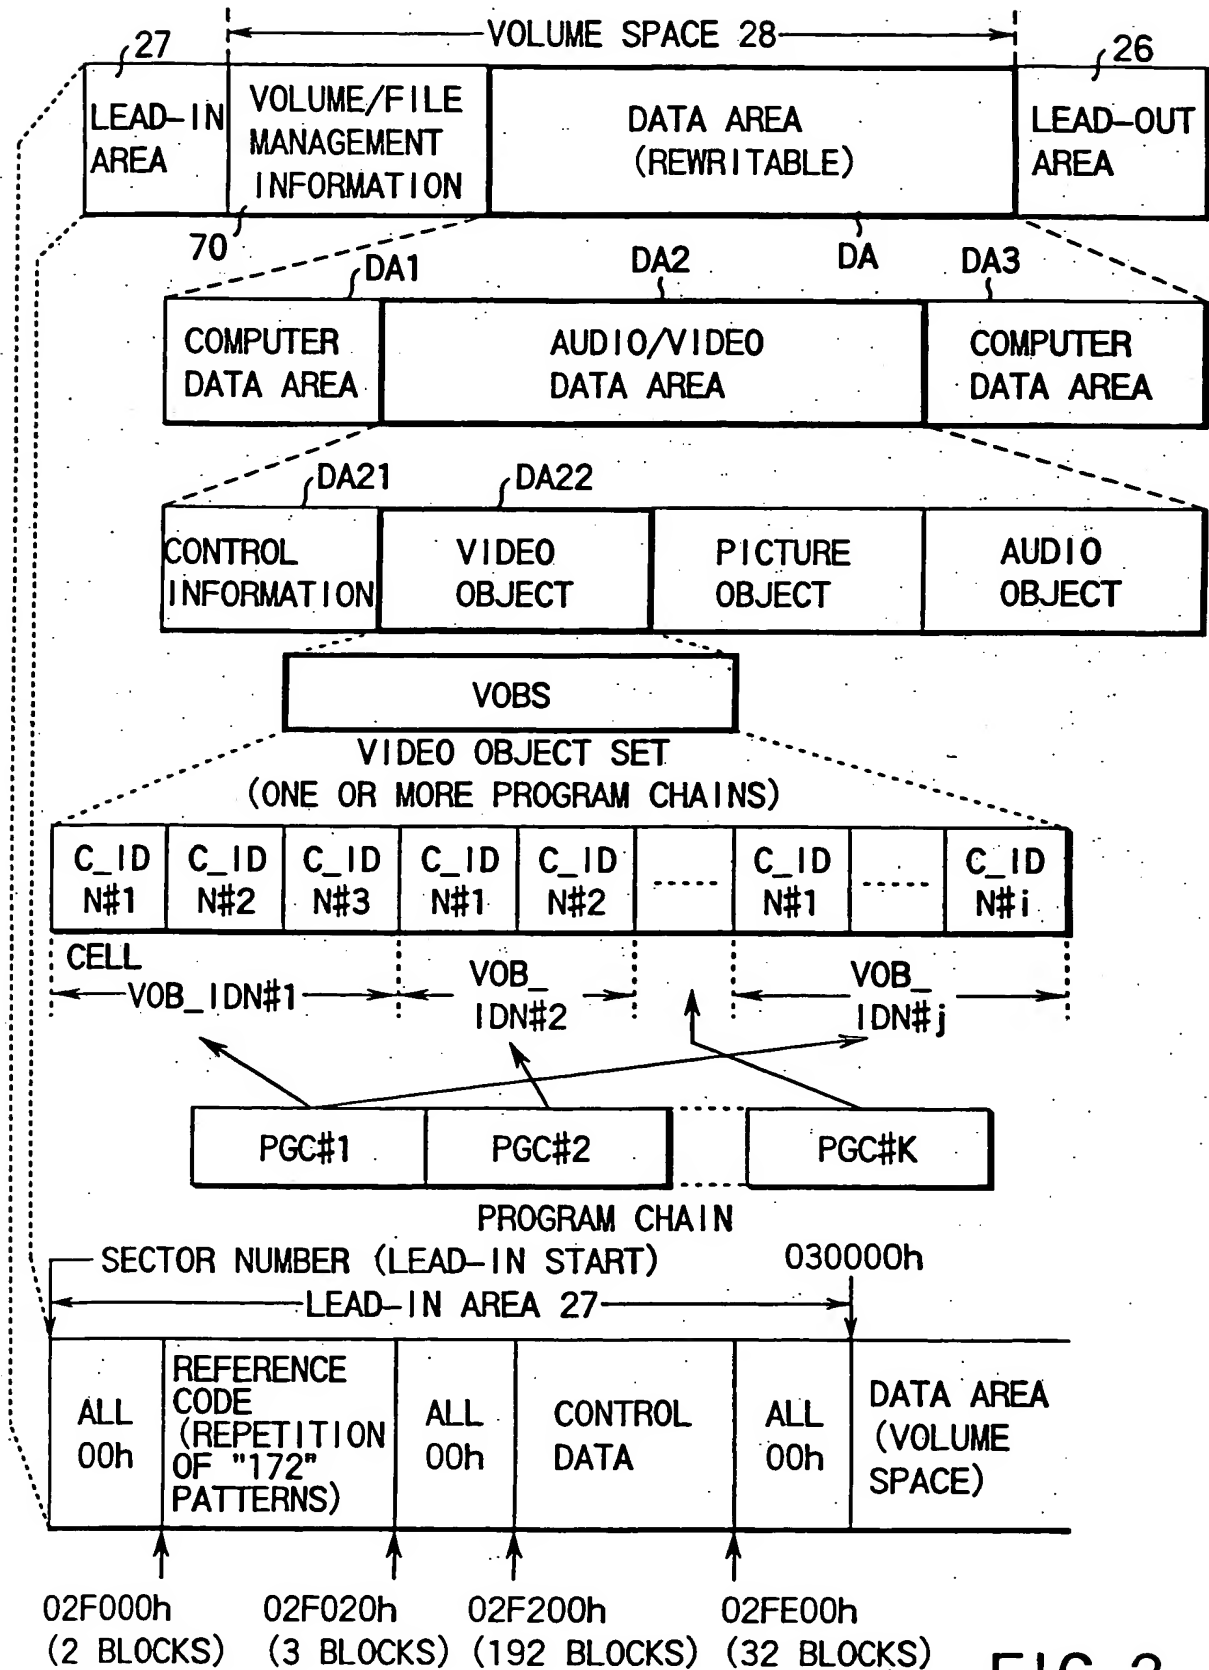 VOLUME SPACE 28
27
26
LEAD-IN
AREA
VOLUME/FILE
MANAGEMENT
INFORMATION
DATA AREA
(REWRITABLE)
LEAD-OUT
AREA
70
DA
DA1
DA2
DA3
COMPUTER
DATA AREA
AUDIO/VIDEO
DATA AREA
COMPUTER
DATA AREA
DA21
DA22
CONTROL
INFORMATION
VIDEO
OBJECT
PICTURE
OBJECT
AUDIO
OBJECT
VOBS
VIDEO OBJECT SET
(ONE OR MORE PROGRAM CHAINS)
C_ID
N#1
C_ID
N#2
C_ID
N#3
C_ID
N#1
C_ID
N#2
C_ID
N#1
C_ID
N#i
CELL
VOB_IDN#1
VOB_
IDN#2
VOB_
IDN#j
PGC#1
PGC#2
PGC#K
PROGRAM CHAIN
SECTOR NUMBER (LEAD-IN START)
030000h
LEAD-IN AREA 27
ALL
00h
REFERENCE
CODE
(REPETITION
OF "172"
PATTERNS)
ALL
00h
CONTROL
DATA
ALL
00h
DATA AREA
(VOLUME
SPACE)
02F000h
(2 BLOCKS)
02F020h
(3 BLOCKS)
02F200h
(192 BLOCKS)
02FE00h
(32 BLOCKS)